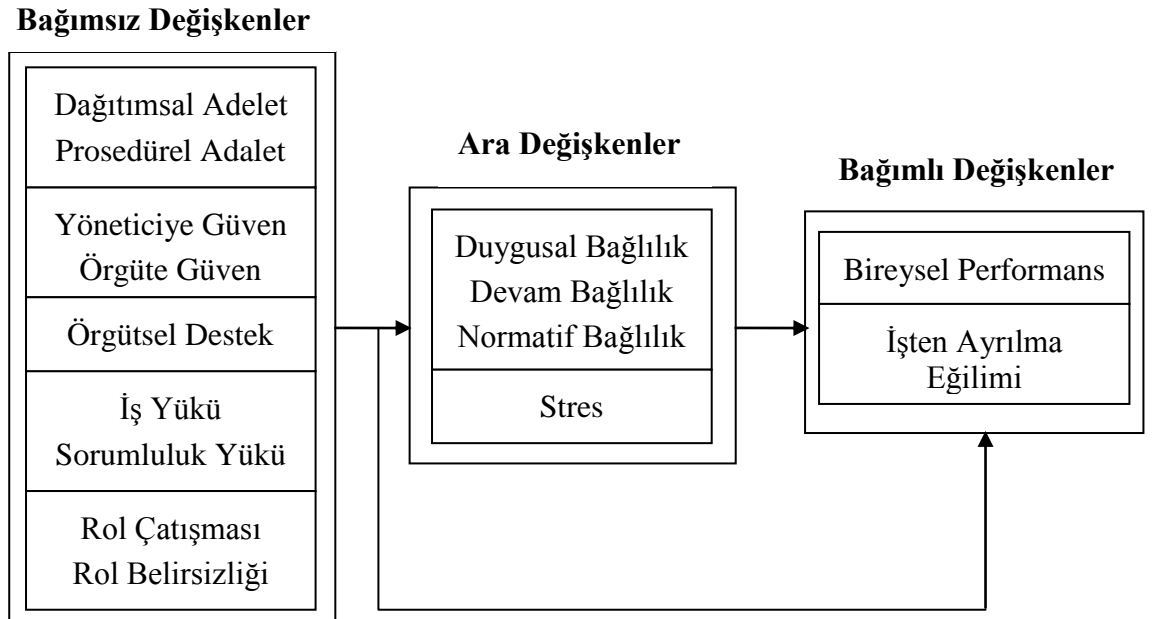 Bağımsız Değişkenler
Dağıtımsal Adelet
Prosedürel Adalet
Yöneticiye Güven
Örgüte Güven
Örgütsel Destek
İş Yükü
Sorumluluk Yükü
Rol Çatışması
Rol Belirsizliği
Ara Değişkenler
Duygusal Bağlılık
Devam Bağlılık
Normatif Bağlılık
Stres
Bağımlı Değişkenler
Bireysel Performans
İşten Ayrılma
Eğilimi